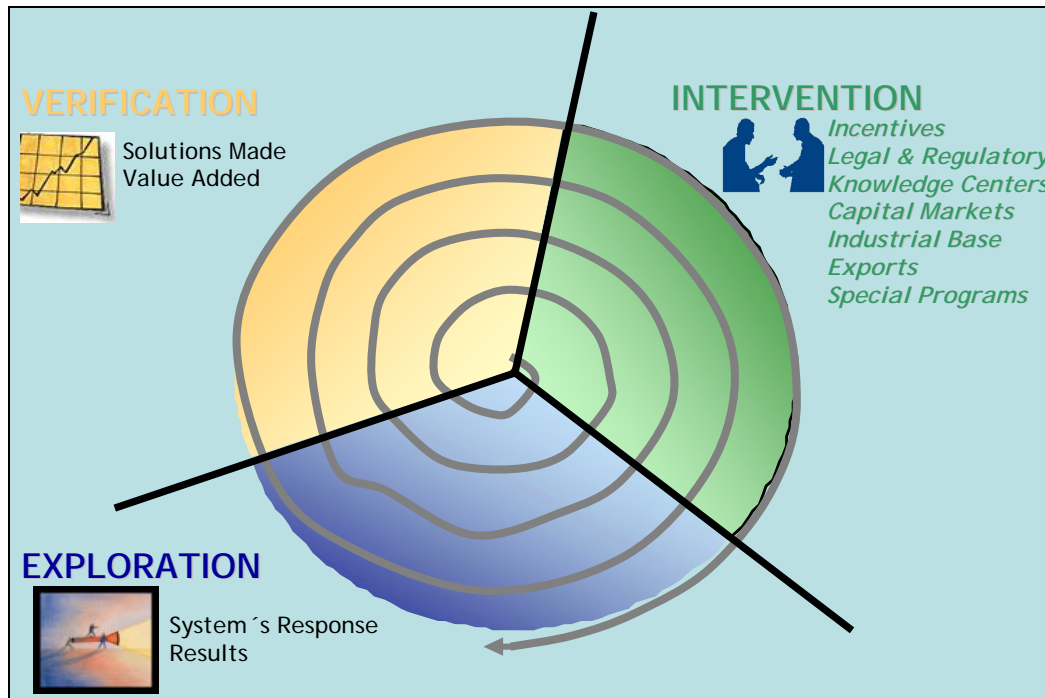 VERIFICATION
Solutions Made
Value Added
INTERVENTION
Incentives
Legal & Regulatory
Knowledge Centers
Capital Markets
Industrial Base
Exports
Special Programs
EXPLORATION
System´s Response
Results